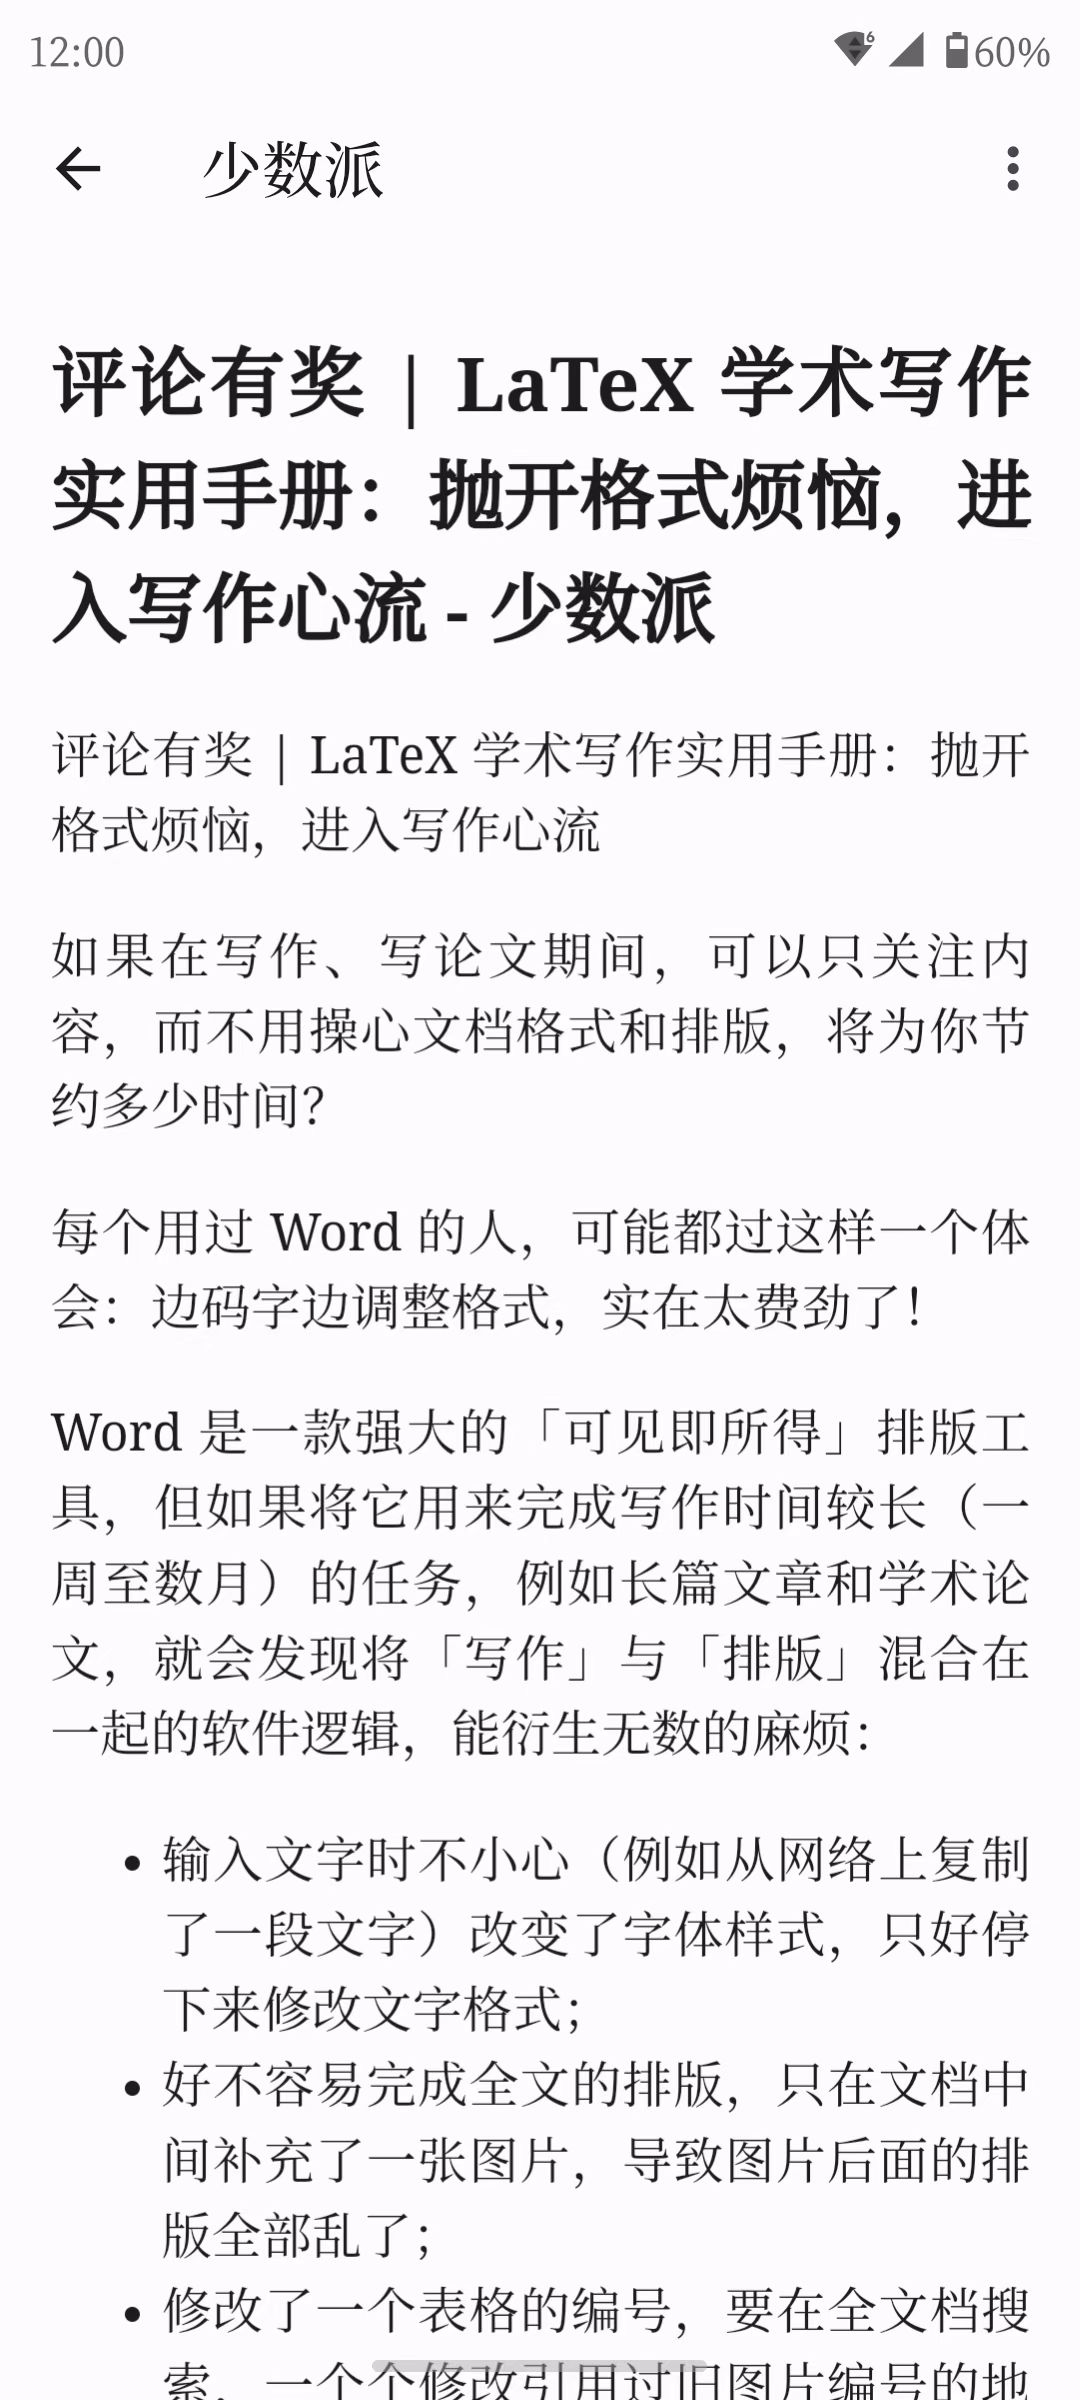 12:00
6
60%
少数派
评论有奖 | LaTeX 学术写作
实用手册：抛开格式烦恼，进
入写作心流 - 少数派
评论有奖 | LaTeX 学术写作实用手册：抛开
格式烦恼，进入写作心流
如果在写作、写论文期间，可以只关注内
容，而不用操心文档格式和排版，将为你节
约多少时间？
每个用过 Word 的人，可能都过这样一个体
会：边码字边调整格式，实在太费劲了！
Word 是一款强大的「可见即所得」排版工
具，但如果将它用来完成写作时间较长（一
周至数月）的任务，例如长篇文章和学术论
文，就会发现将「写作」与「排版」混合在
一起的软件逻辑，能衍生无数的麻烦：
• 输入文字时不小心（例如从网络上复制
了一段文字）改变了字体样式，只好停
下来修改文字格式；
• 好不容易完成全文的排版，只在文档中
间补充了一张图片，导致图片后面的排
版全部乱了；
• 修改了一个表格的编号，要在全文档搜
索，一个个修改引用过旧图片编号的地